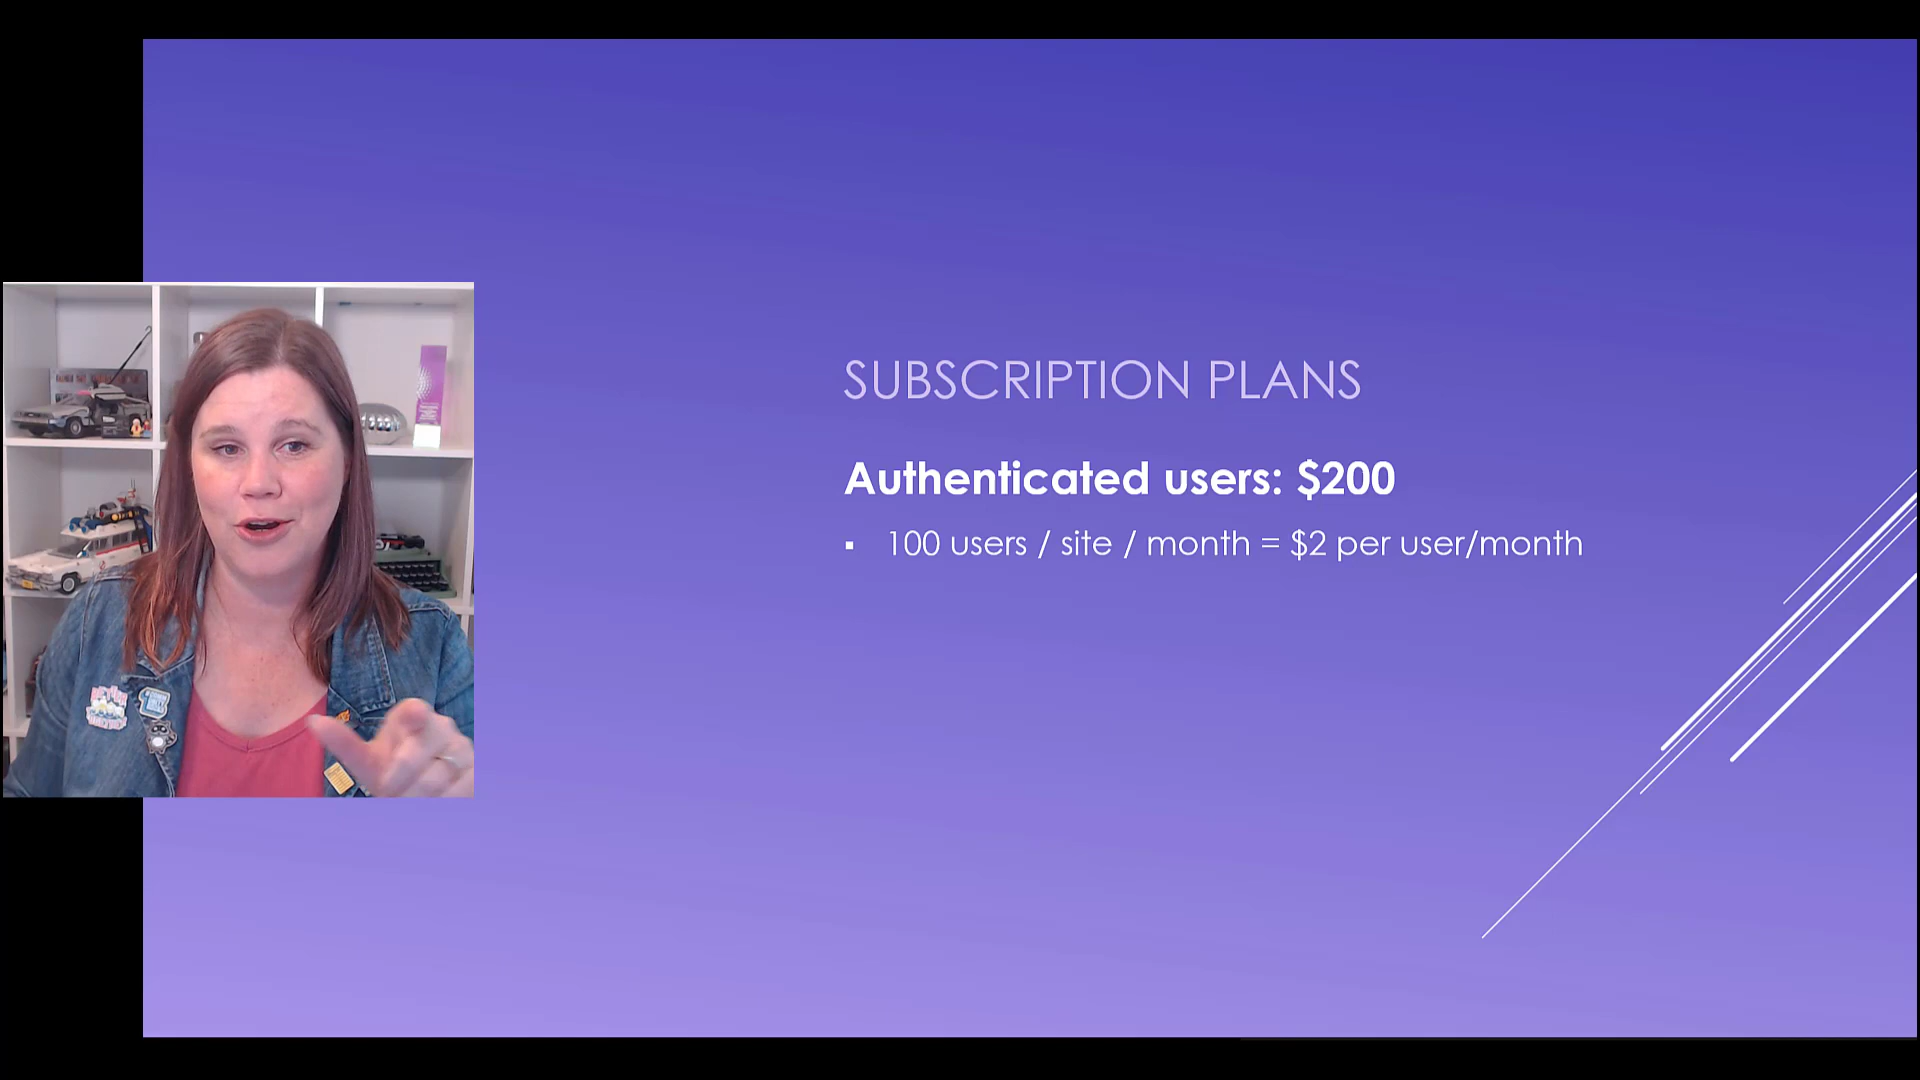 SUBSCRIPTION PLANS
Authenticated users: $200
▪ 100 users / site / month = $2 per user/month